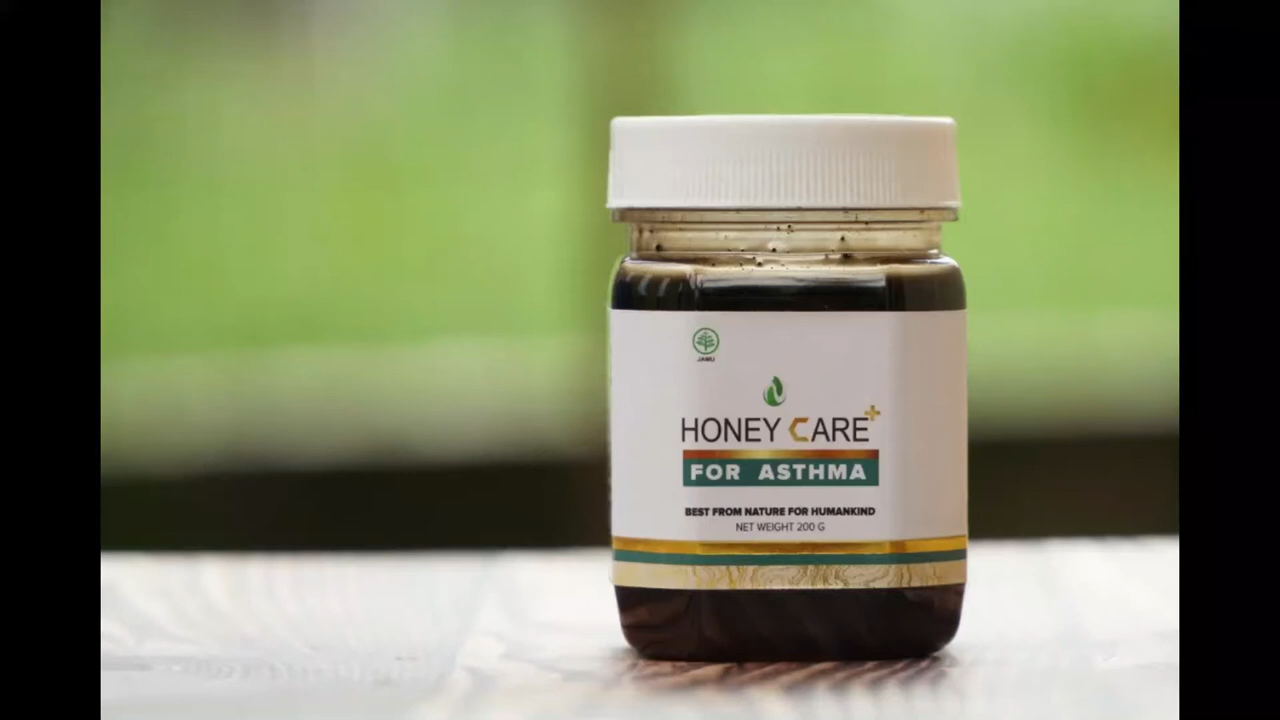 JAMU
HONEY CARE+
FOR ASTHMA
BEST FROM NATURE FOR HUMANKIND
NET WEIGHT 200 G